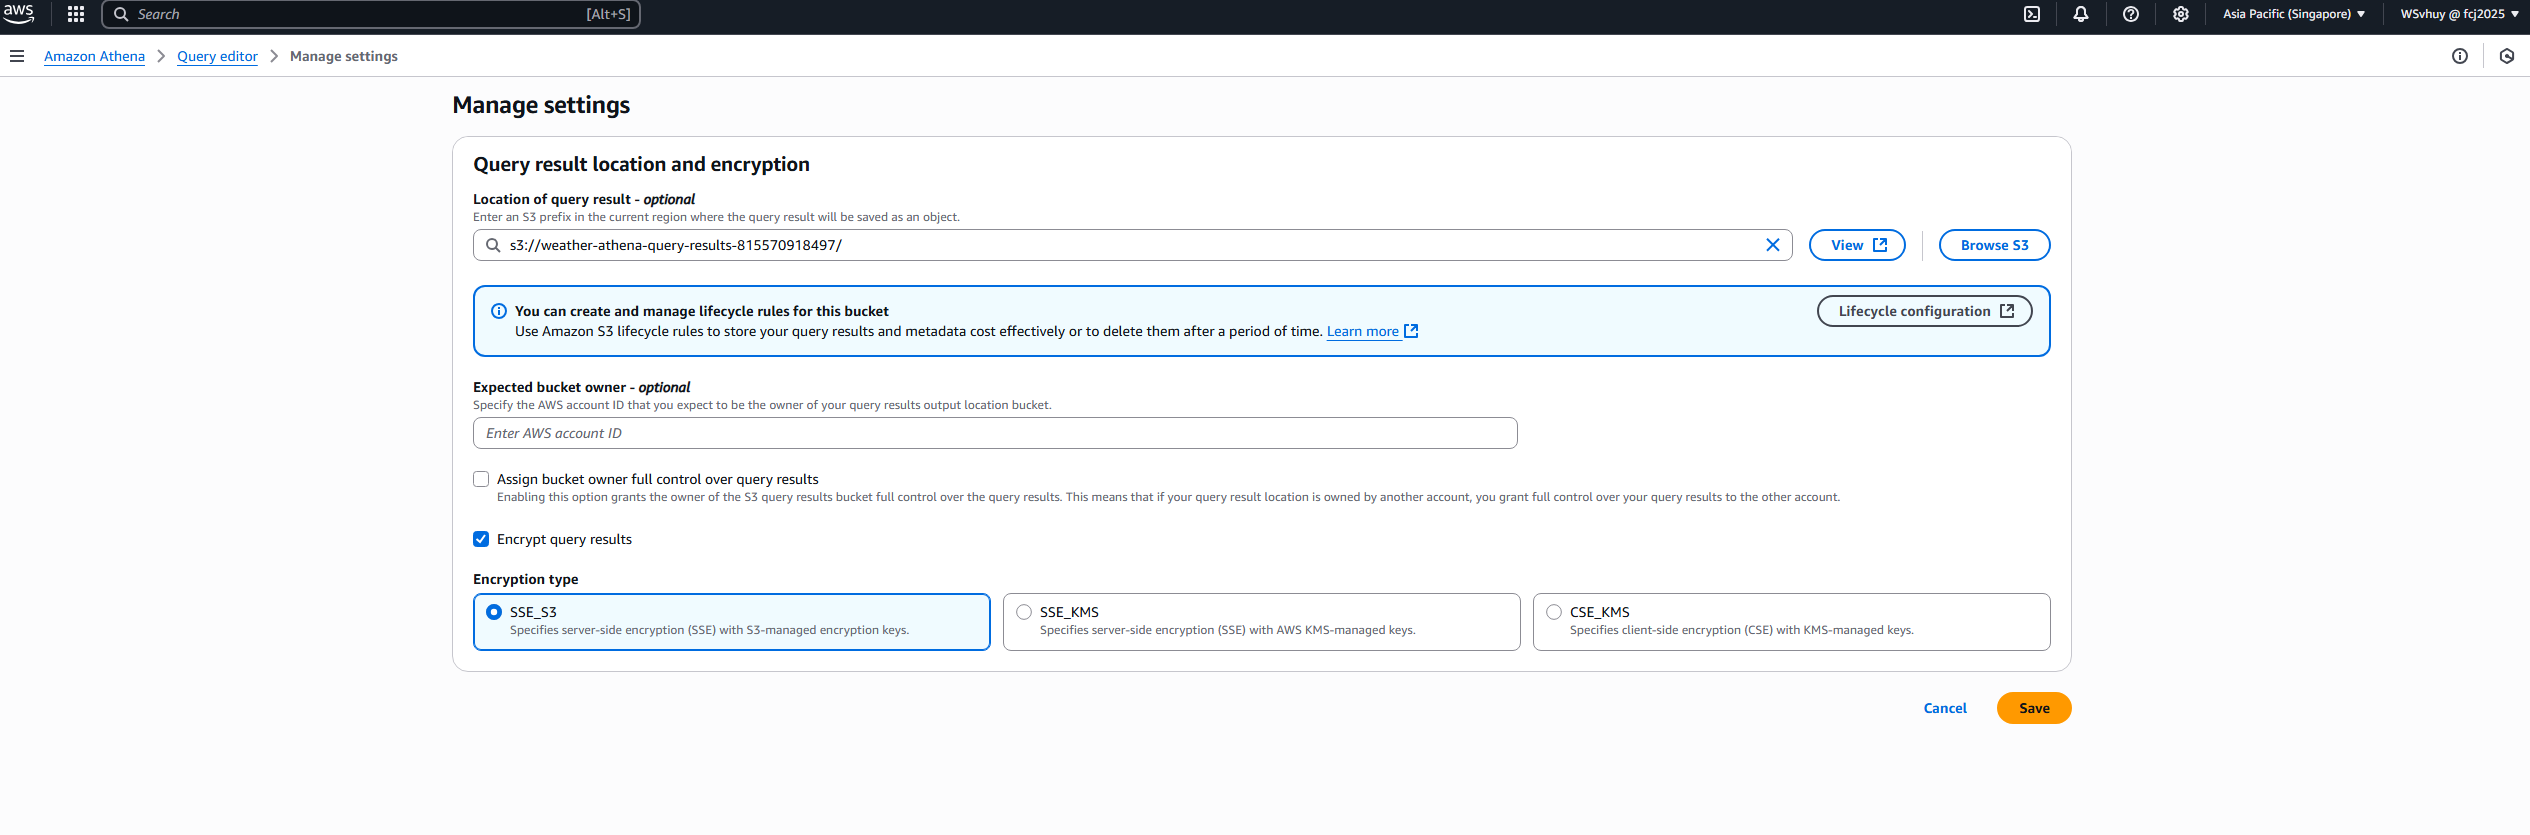 aws
Search [Alt+S]
Asia Pacific (Singapore) WSvhuy @ fcj2025
Amazon Athena Query editor Manage settings
Manage settings
Query result location and encryption
Location of query result - optional
Enter an S3 prefix in the current region where the query result will be saved as an object.
s3://weather-athena-query-results-815570918497/ View Browse S3
You can create and manage lifecycle rules for this bucket Lifecycle configuration
Use Amazon S3 lifecycle rules to store your query results and metadata cost effectively or to delete them after a period of time. Learn more
Expected bucket owner - optional
Specify the AWS account ID that you expect to be the owner of your query results output location bucket.
Enter AWS account ID
Assign bucket owner full control over query results
Enabling this option grants the owner of the S3 query results bucket full control over the query results. This means that if your query result location is owned by another account, you grant full control over your query results to the other account.
Encrypt query results
Encryption type
SSE_S3 SSE_KMS CSE_KMS
Specifies server-side encryption (SSE) with S3-managed encryption keys. Specifies server-side encryption (SSE) with AWS KMS-managed keys. Specifies client-side encryption (CSE) with KMS-managed keys.
Cancel Save